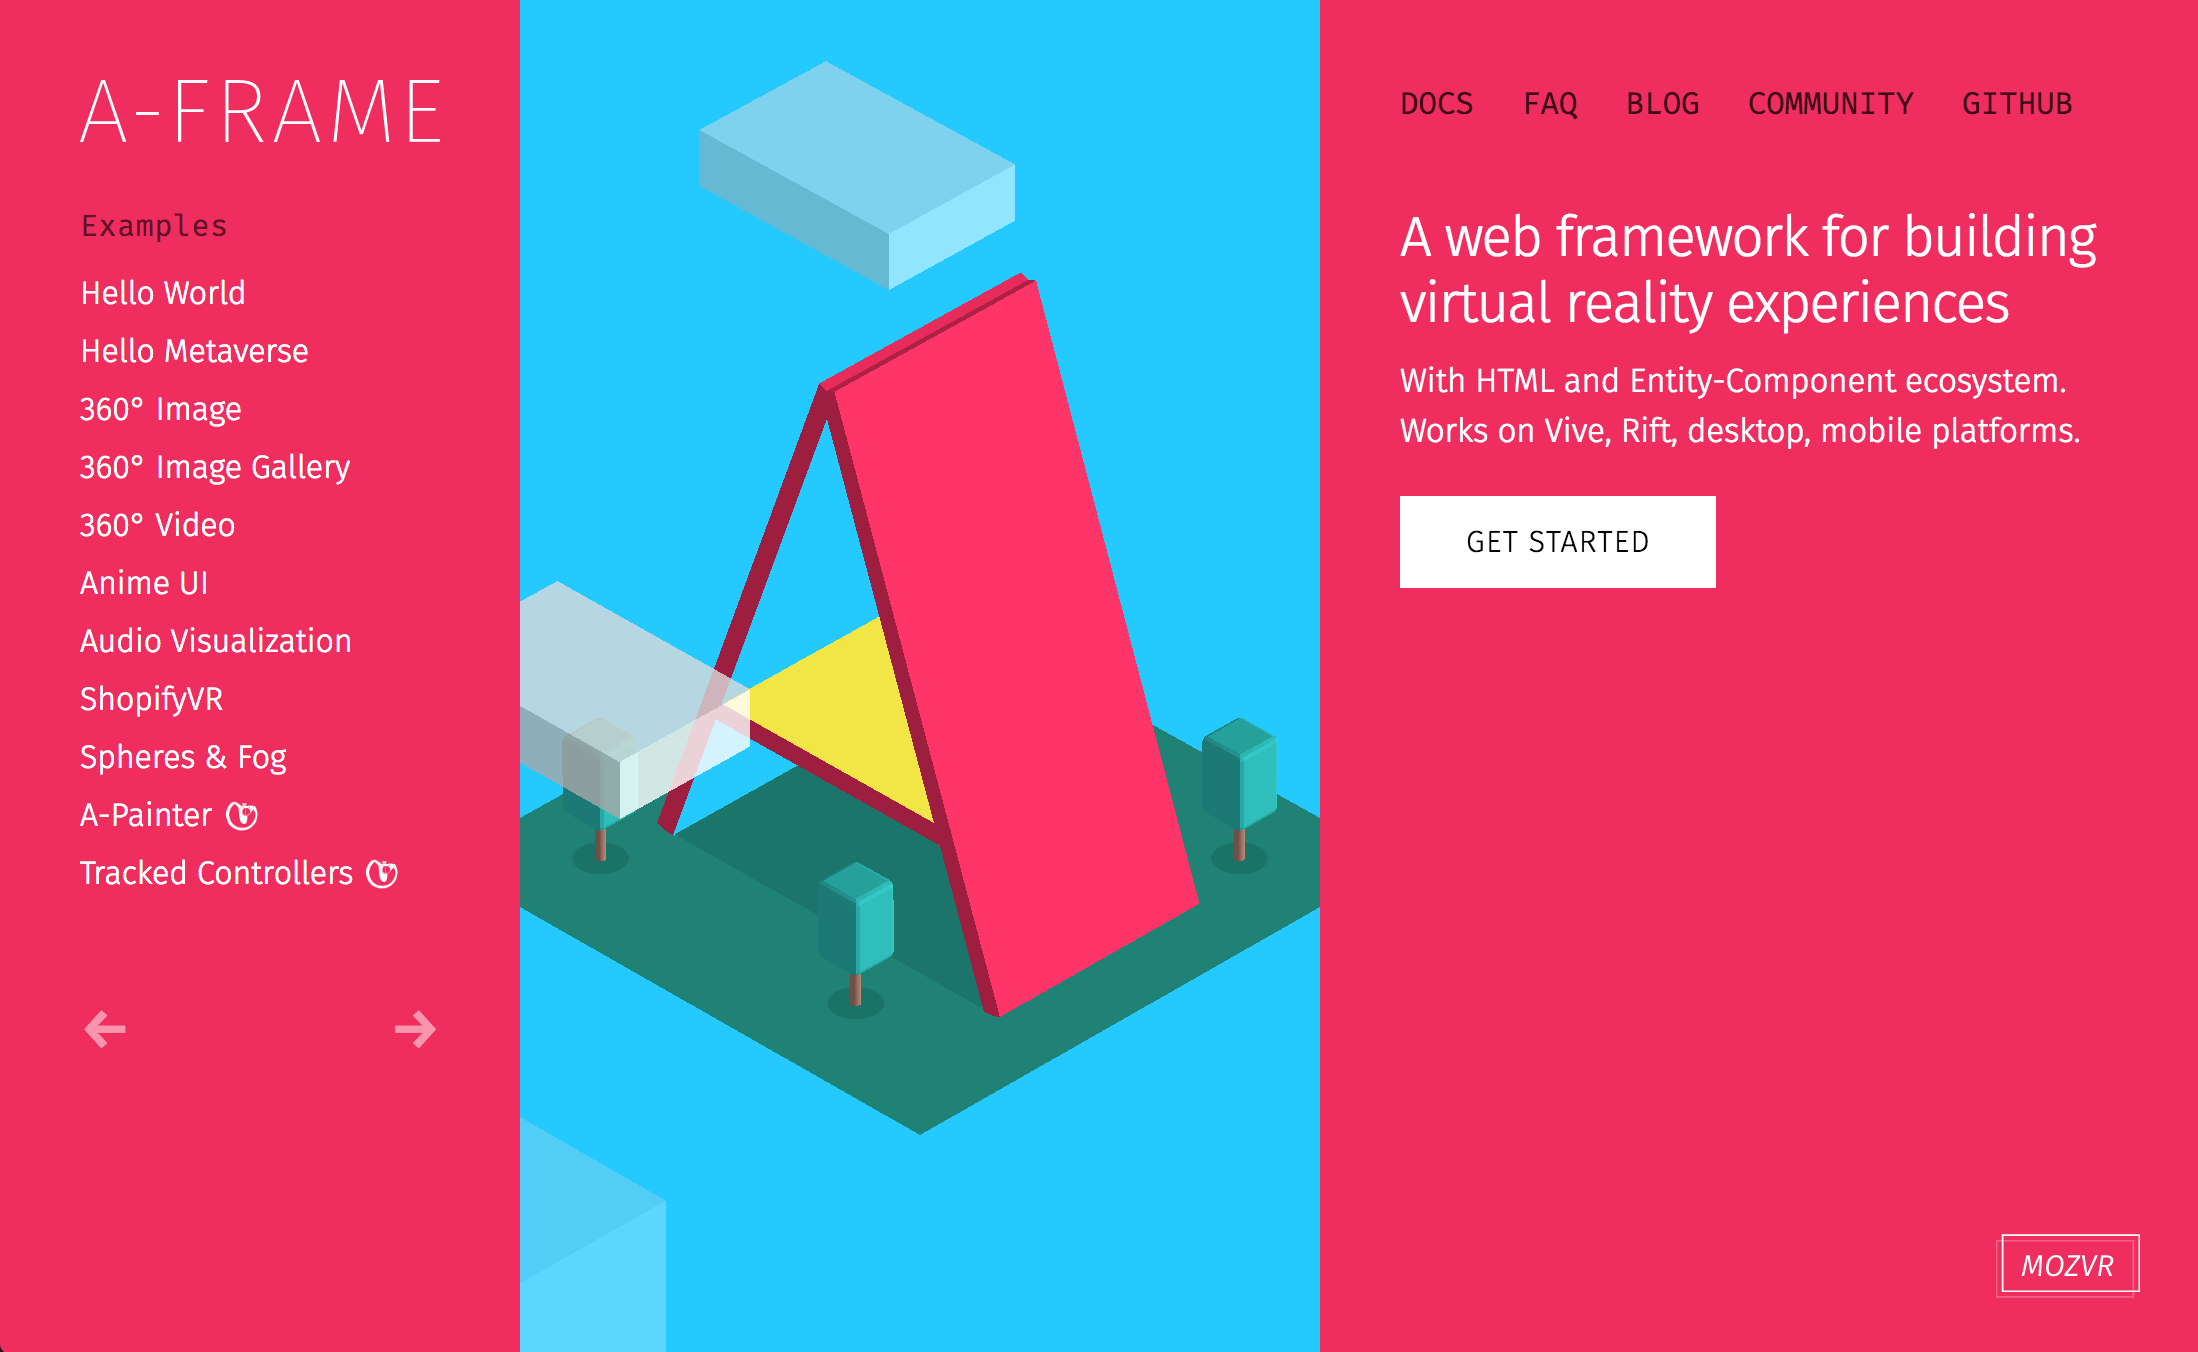 A-FRAME
Examples
Hello World
Hello Metaverse
360° Image
360° Image Gallery
360° Video
Anime UI
Audio Visualization
ShopifyVR
Spheres & Fog
A-Painter
Tracked Controllers
DOCS FAQ BLOG COMMUNITY GITHUB
A web framework for building
virtual reality experiences
With HTML and Entity-Component ecosystem.
Works on Vive, Rift, desktop, mobile platforms.
GET STARTED
MOZVR